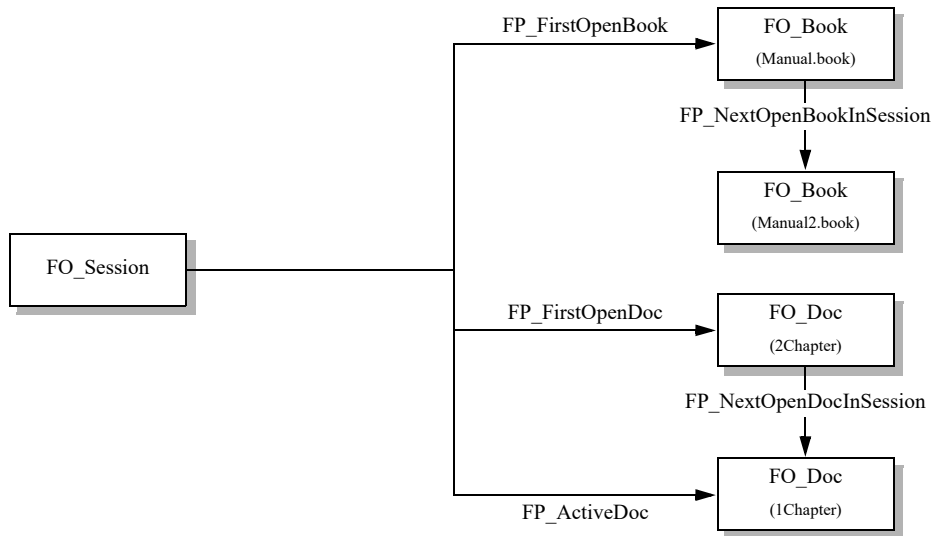 FP_FirstOpenBook
FO_Book
(Manual.book)
FP_NextOpenBookInSession
FO_Book
(Manual2.book)
FO_Session
FP_FirstOpenDoc
FO_Doc
(2Chapter)
FP_NextOpenDocInSession
FO_Doc
(1Chapter)
FP_ActiveDoc